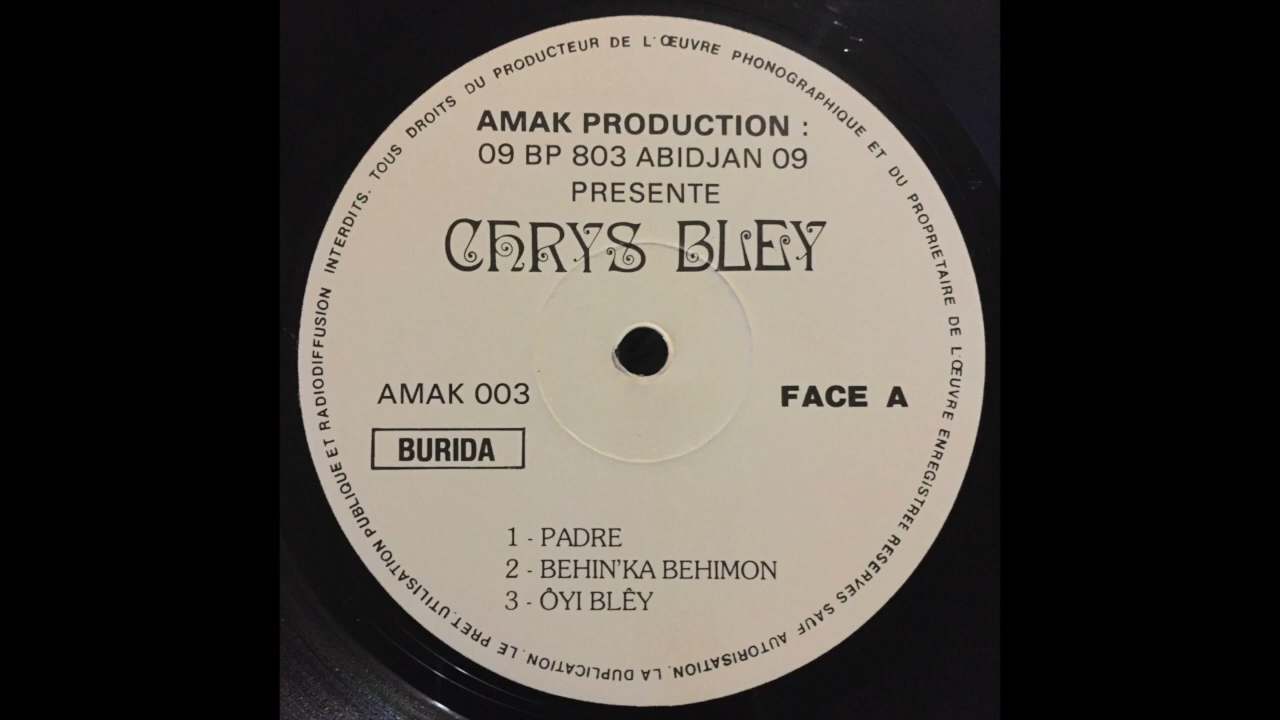 TOUS DROITS DU PRODUCTEUR DE L'ŒUVRE PHONOGRAPHIQUE ET DU PROPRIETAIRE DE L'ŒUVRE ENREGISTREE RESERVES SAUF AUTORISATION. LA DUPLICATION. LE PRET. UTILISATION PUBLIQUE ET RADIODIFFUSION INTERDITS.
AMAK PRODUCTION :
09 BP 803 ABIDJAN 09
PRESENTE
CHRYS BLEY
AMAK 003
FACE A
BURIDA
1 - PADRE
2 - BEHIN'KA BEHIMON
3 - ÔYI BLÊY